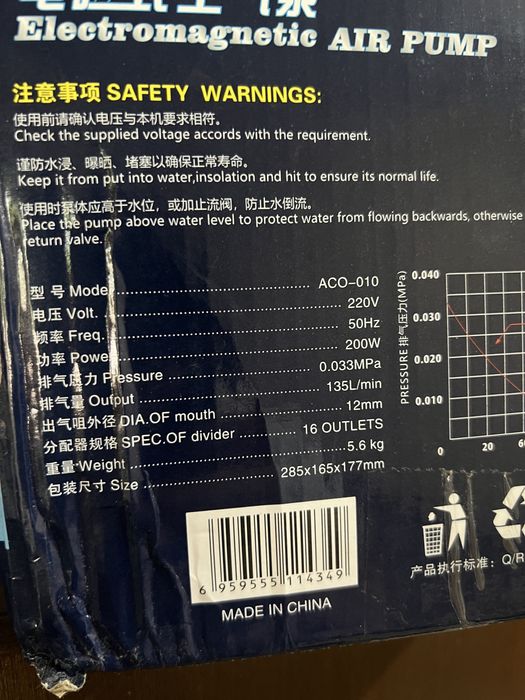 电磁式空气泵
Electromagnetic AIR PUMP
注意事项 SAFETY WARNINGS:
使用前请确认电压与本机要求相符。
Check the supplied voltage accords with the requirement.
谨防水浸、曝晒、堵塞以确保正常寿命。
Keep it from put into water,insolation and hit to ensure its normal life.
使用时泵体应高于水位，或加止流阀，防止水倒流。
Place the pump above water level to protect water from flowing backwards, otherwise
return valve.
型 号 Model ACO-010
电压 Volt. 220V
频率 Freq. 50Hz
功率 Power 200W
排气压力 Pressure 0.033MPa
排气量 Output 135L/min
出气咀外径 DIA.OF mouth 12mm
分配器规格 SPEC.OF divider 16 OUTLETS
重量 Weight 5.6 kg
包装尺寸 Size 285x165x177mm
PRESSURE 排气压力(MPa)
0.040
0.030
0.020
0.010
0 20
产品执行标准：Q/R
6 959555 114349
MADE IN CHINA